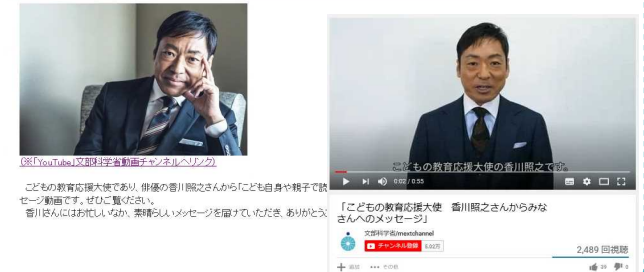 (※「YouTube」文部科学省動画チャンネルへリンク)
こどもの教育応援大使であり、俳優の香川照之さんから「こども自身や親子で読
セージ動画です。ぜひご覧ください。
香川さんにはお忙しいなか、素晴らしいメッセージを届けていただき、ありがとう
こどもの教育応援大使の香川照之です。
0:02 / 0:55
「こどもの教育応援大使　香川照之さんからみな
さんへのメッセージ」
文部科学省/mextchannel
チャンネル登録
2,489 回視聴
追加 ••• その他
39